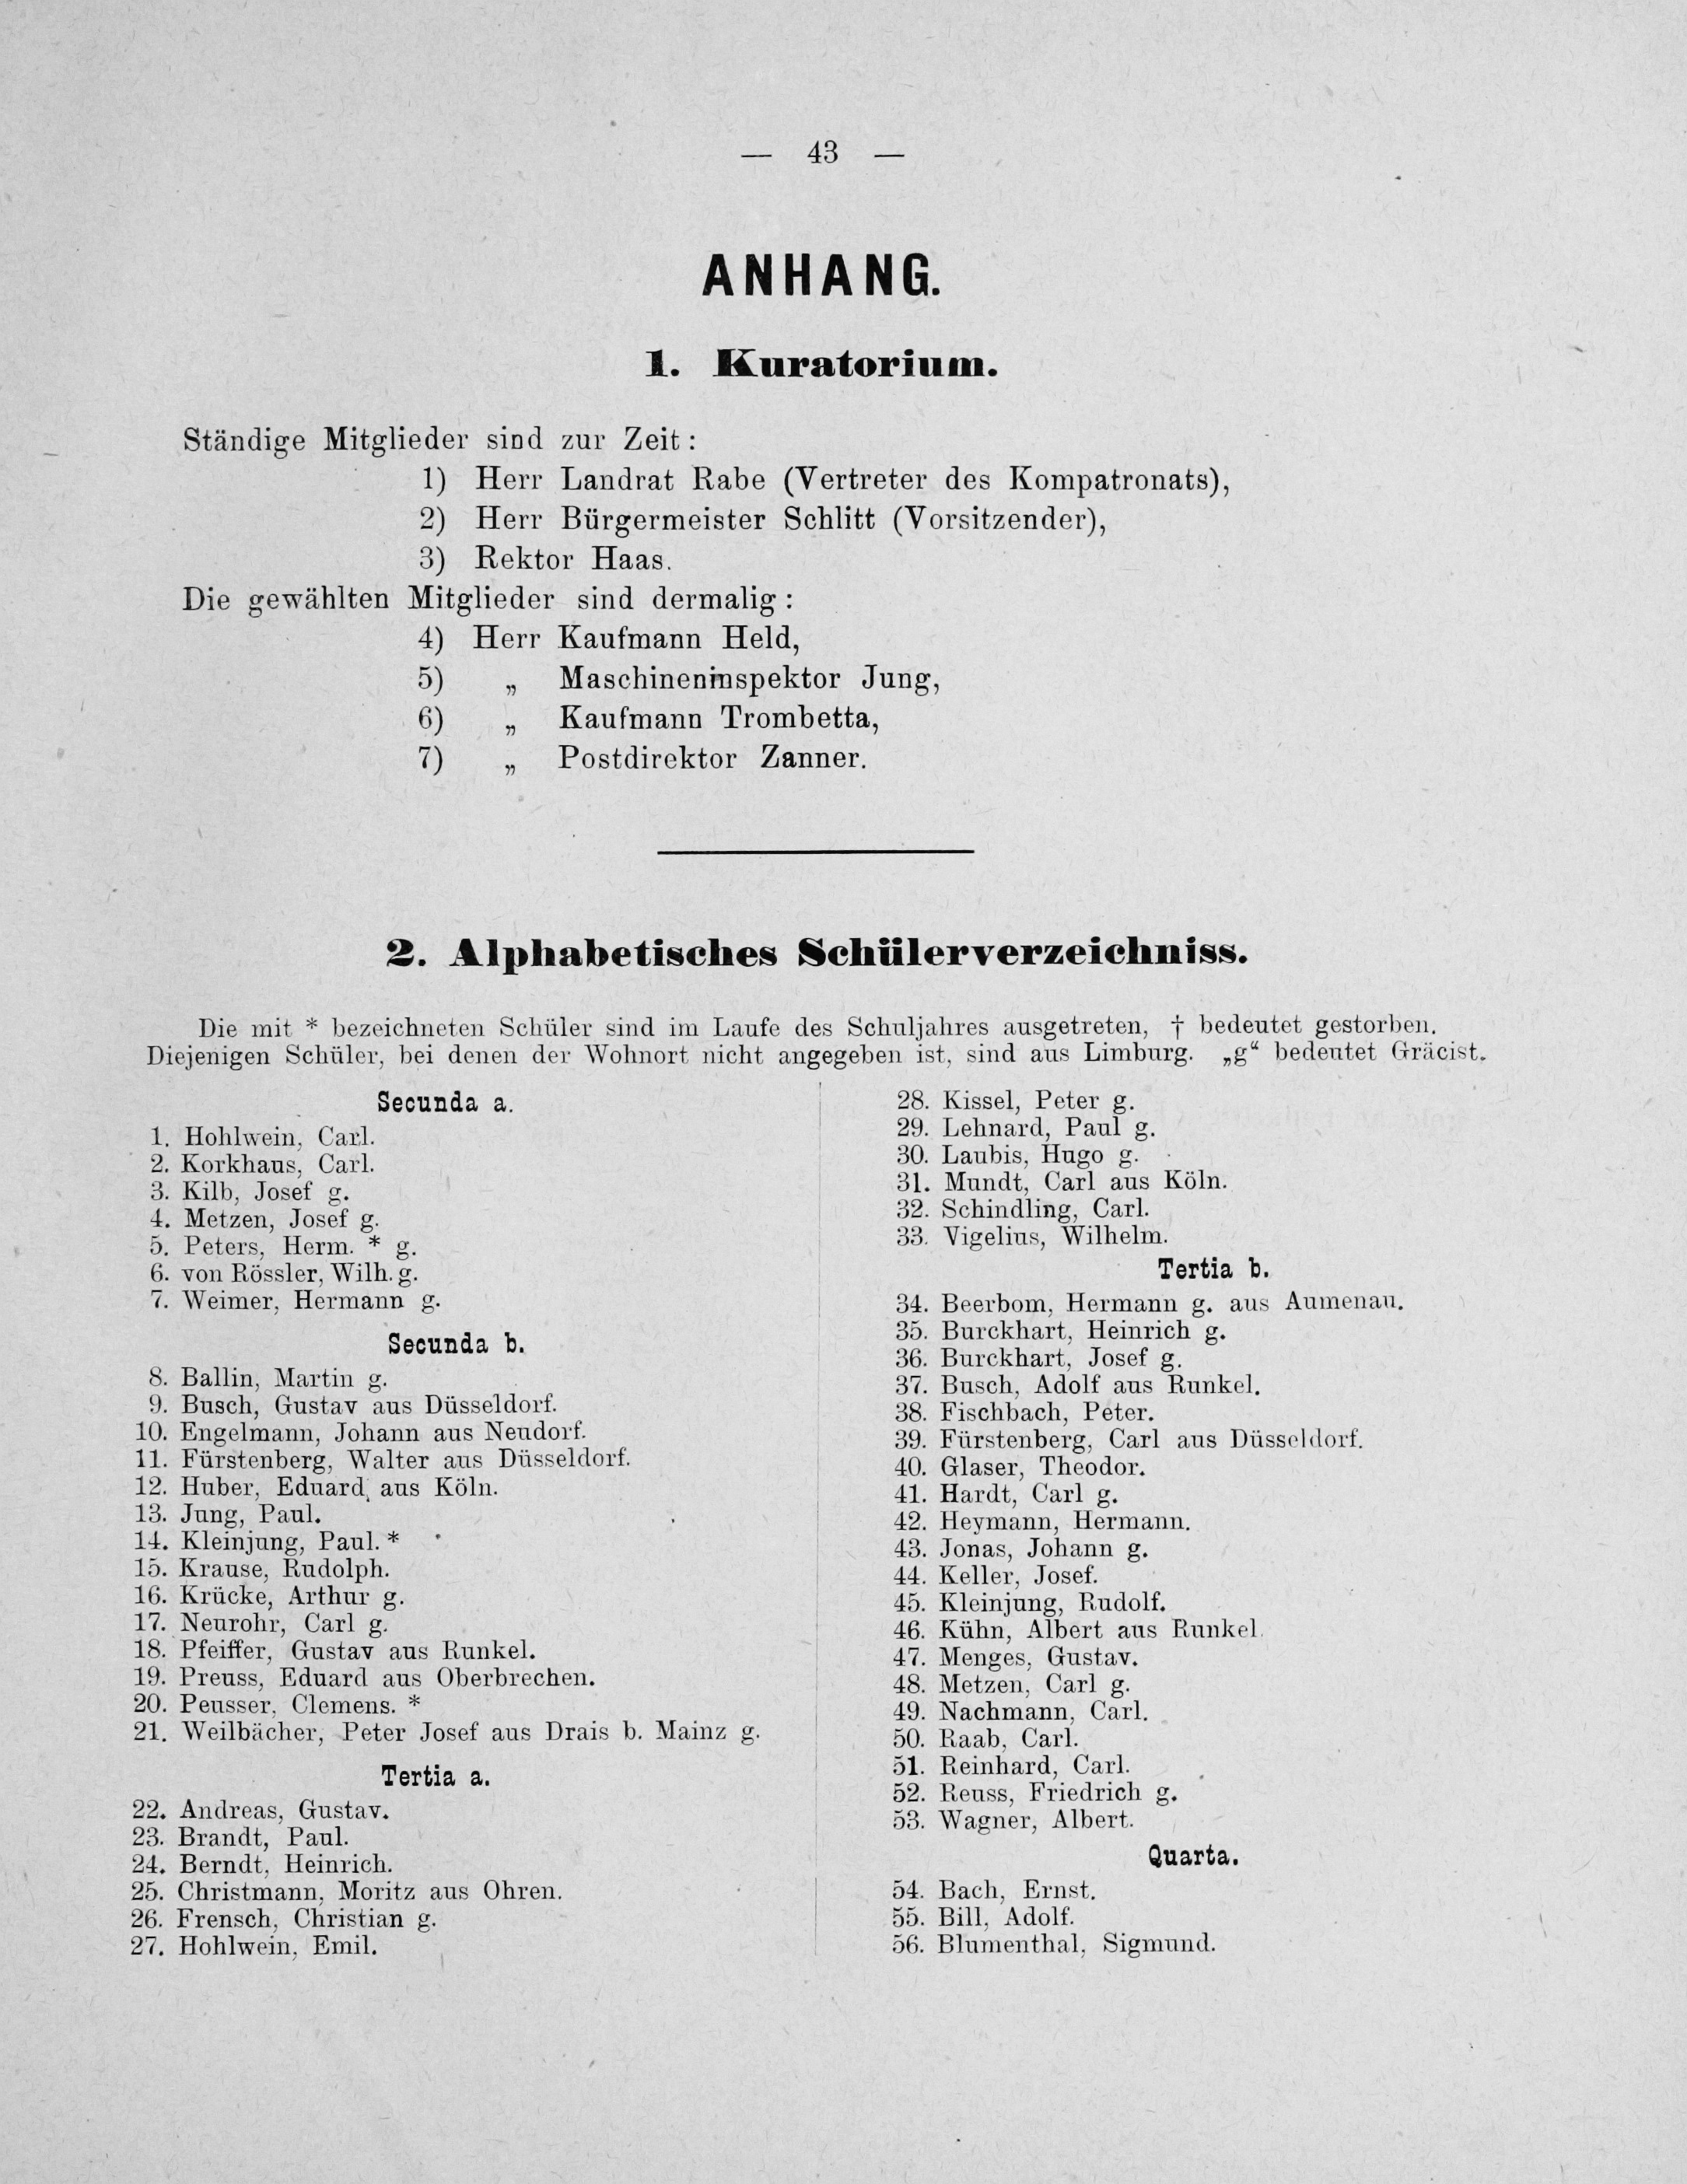 — 43 —
ANHANG.
1. Kuratorium.
Ständige Mitglieder sind zur Zeit:
1) Herr Landrat Rabe (Vertreter des Kompatronats),
2) Herr Bürgermeister Schlitt (Vorsitzender),
3) Rektor Haas.
Die gewählten Mitglieder sind dermalig:
4) Herr Kaufmann Held,
5) „ Maschineninspektor Jung,
6) „ Kaufmann Trombetta,
7) „ Postdirektor Zanner.
2. Alphabetisches Schülerverzeichniss.
Die mit * bezeichneten Schüler sind im Laufe des Schuljahres ausgetreten, † bedeutet gestorben.
Diejenigen Schüler, bei denen der Wohnort nicht angegeben ist, sind aus Limburg. „g“ bedeutet Gräcist.
Secunda a.
1. Hohlwein, Carl.
2. Korkhaus, Carl.
3. Kilb, Josef g.
4. Metzen, Josef g.
5. Peters, Herm. * g.
6. von Rössler, Wilh. g.
7. Weimer, Hermann g.
Secunda b.
8. Ballin, Martin g.
9. Busch, Gustav aus Düsseldorf.
10. Engelmann, Johann aus Neudorf.
11. Fürstenberg, Walter aus Düsseldorf.
12. Huber, Eduard, aus Köln.
13. Jung, Paul.
14. Kleinjung, Paul. *
15. Krause, Rudolph.
16. Krücke, Arthur g.
17. Neurohr, Carl g.
18. Pfeiffer, Gustav aus Runkel.
19. Preuss, Eduard aus Oberbrechen.
20. Peusser, Clemens. *
21. Weilbächer, Peter Josef aus Drais b. Mainz g.
Tertia a.
22. Andreas, Gustav.
23. Brandt, Paul.
24. Berndt, Heinrich.
25. Christmann, Moritz aus Ohren.
26. Frensch, Christian g.
27. Hohlwein, Emil.
28. Kissel, Peter g.
29. Lehnard, Paul g.
30. Laubis, Hugo g.
31. Mundt, Carl aus Köln.
32. Schindling, Carl.
33. Vigelius, Wilhelm.
Tertia b.
34. Beerbom, Hermann g. aus Aumenau.
35. Burckhart, Heinrich g.
36. Burckhart, Josef g.
37. Busch, Adolf aus Runkel.
38. Fischbach, Peter.
39. Fürstenberg, Carl aus Düsseldorf.
40. Glaser, Theodor.
41. Hardt, Carl g.
42. Heymann, Hermann.
43. Jonas, Johann g.
44. Keller, Josef.
45. Kleinjung, Rudolf.
46. Kühn, Albert aus Runkel.
47. Menges, Gustav.
48. Metzen, Carl g.
49. Nachmann, Carl.
50. Raab, Carl.
51. Reinhard, Carl.
52. Reuss, Friedrich g.
53. Wagner, Albert.
Quarta.
54. Bach, Ernst.
55. Bill, Adolf.
56. Blumenthal, Sigmund.